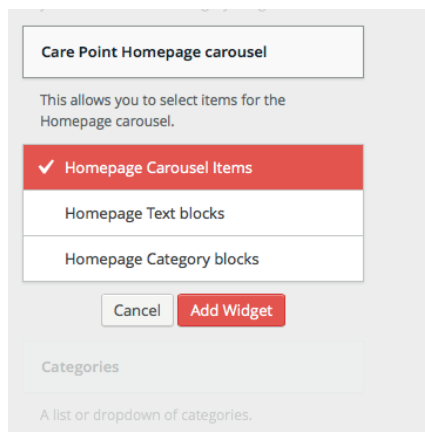 Care Point Homepage carousel
This allows you to select items for the
Homepage carousel.
Homepage Carousel Items
Homepage Text blocks
Homepage Category blocks
Cancel Add Widget
Categories
A list or dropdown of categories.